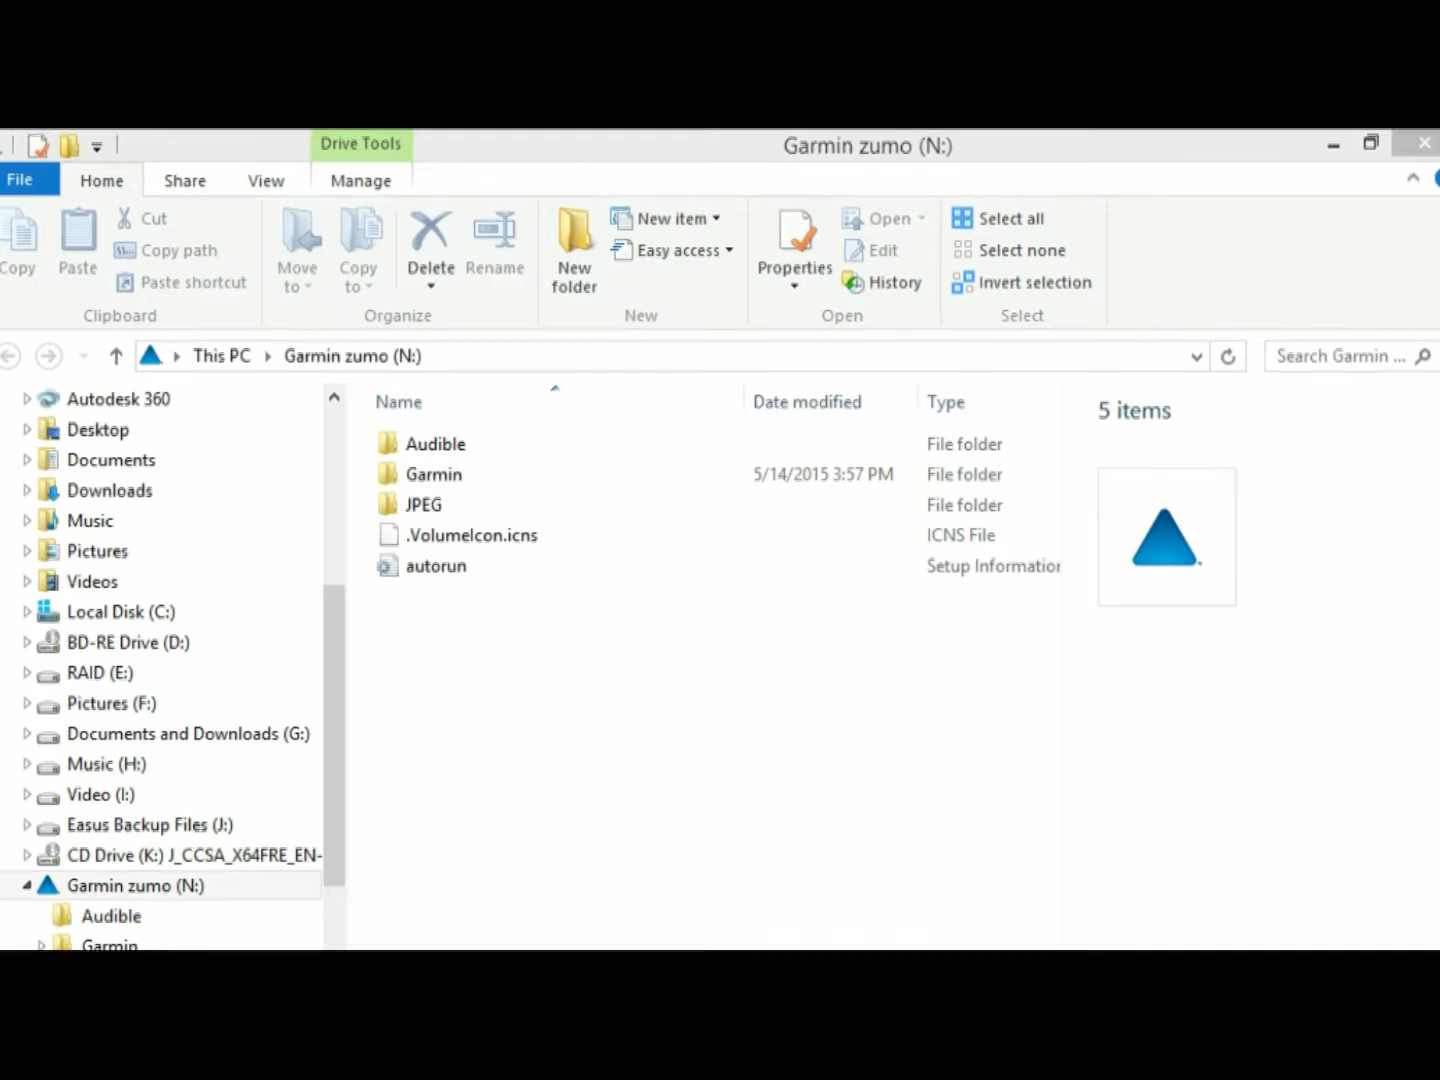 Drive Tools
Garmin zumo (N:)
File
Home
Share
View
Manage
Copy
Paste
Cut
Copy path
Paste shortcut
Clipboard
Move to
Copy to
Delete
Rename
Organize
New folder
New item
Easy access
New
Properties
Open
Edit
History
Open
Select all
Select none
Invert selection
Select
This PC
Garmin zumo (N:)
Search Garmin ...
Autodesk 360
Desktop
Documents
Downloads
Music
Pictures
Videos
Local Disk (C:)
BD-RE Drive (D:)
RAID (E:)
Pictures (F:)
Documents and Downloads (G:)
Music (H:)
Video (I:)
Easus Backup Files (J:)
CD Drive (K:) J_CCSA_X64FRE_EN-
Garmin zumo (N:)
Audible
Garmin
Name
Date modified
Type
Audible
File folder
Garmin
5/14/2015 3:57 PM
File folder
JPEG
File folder
.VolumeIcon.icns
ICNS File
autorun
Setup Information
5 items